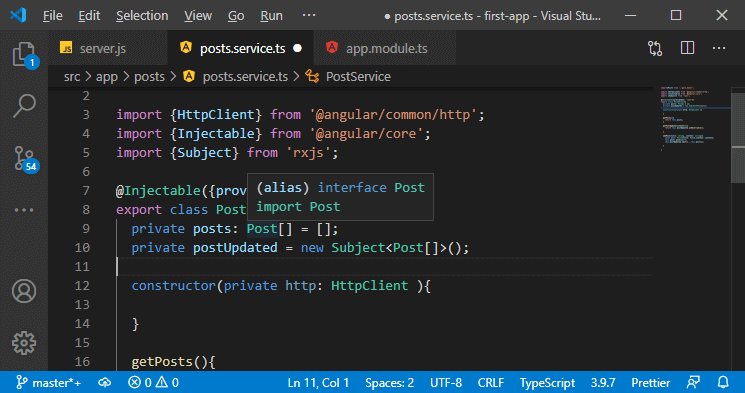 File Edit View Go Run ··· posts.service.ts - first-app - Visual Stu...
JS server.js posts.service.ts ● app.module.ts ···
src > app > posts > posts.service.ts > PostService
1
54
2
3 import {HttpClient} from '@angular/common/http';
4 import {Injectable} from '@angular/core';
5 import {Subject} from 'rxjs';
6
(alias) interface Post
import Post
7 @Injectable({prov
8 export class Post
9 private posts: Post[] = [];
10 private postUpdated = new Subject<Post[]>();
11
12 constructor(private http: HttpClient ){
13
14 }
15
16 getPosts(){
master*+ 0 0 Ln 11, Col 1 Spaces: 2 UTF-8 CRLF TypeScript 3.9.7 Prettier